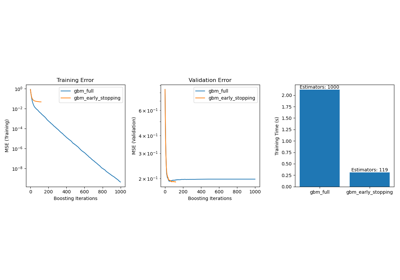 Training Error
gbm_full
gbm_early_stopping
MSE (Training)
10^0
10^-1
10^-2
10^-4
0 200 400 600 800 1000
Boosting Iterations
Validation Error
gbm_full
gbm_early_stopping
MSE (Validation)
6 × 10^-1
4 × 10^-1
3 × 10^-1
2 × 10^-1
0 200 400 600 800 1000
Boosting Iterations
Training Time (s)
2.00
1.75
1.50
1.25
1.00
0.75
0.50
0.25
0.00
Estimators: 1000
Estimators: 119
gbm_full gbm_early_stopping